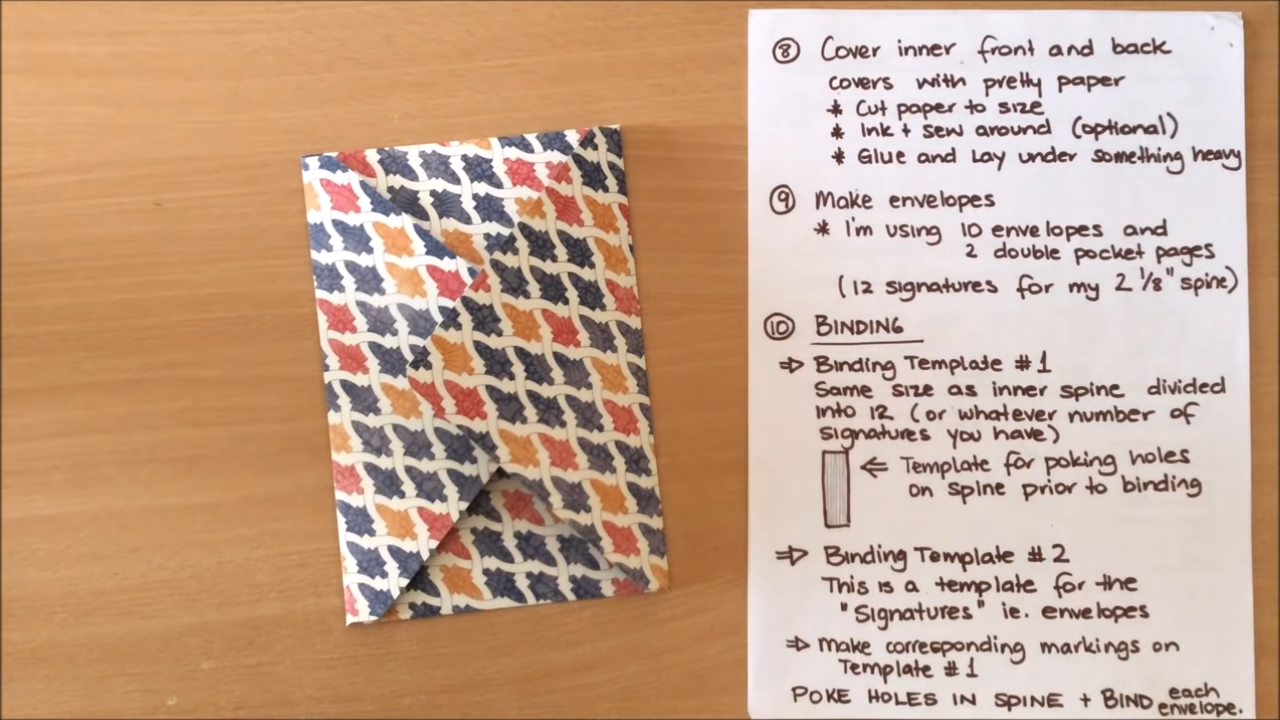 ⑧ Cover inner front and back
covers with pretty paper
* Cut paper to size
* Ink + sew around (optional)
* Glue and Lay under something heavy
⑨ Make envelopes
* I'm using 10 envelopes and
2 double pocket pages
(12 signatures for my 2 1/8" spine)
⑩ BINDING
⇒ Binding Template #1
Same size as inner spine divided
into 12 (or whatever number of
signatures you have)
⇐ Template for poking holes
on spine prior to binding
⇒ Binding Template #2
This is a template for the
"Signatures" ie. envelopes
⇒ Make corresponding markings on
Template #1
POKE HOLES IN SPINE + BIND each
envelope.